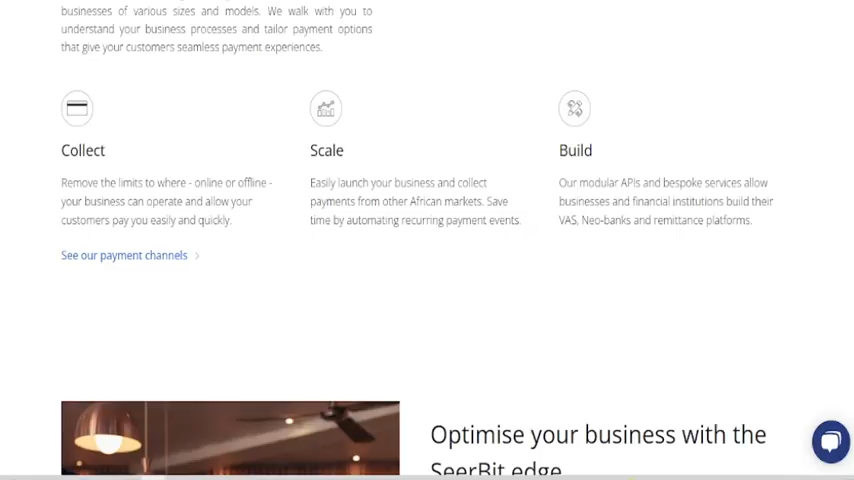 businesses of various sizes and models. We walk with you to
understand your business processes and tailor payment options
that give your customers seamless payment experiences.
Collect
Remove the limits to where - online or offline -
your business can operate and allow your
customers pay you easily and quickly.
See our payment channels
Scale
Easily launch your business and collect
payments from other African markets. Save
time by automating recurring payment events.
Build
Our modular APIs and bespoke services allow
businesses and financial institutions build their
VAS, Neo-banks and remittance platforms.
Optimise your business with the
SeerBit edge